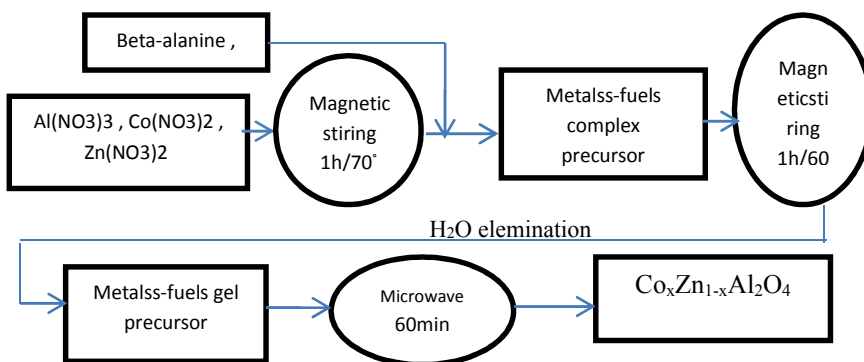 Beta-alanine ,
Al(NO3)3 , Co(NO3)2 ,
Zn(NO3)2
Magnetic
stiring
1h/70˚
Metalss-fuels
complex
precursor
Magn
eticsti
ring
1h/60
H₂O elemination
Metalss-fuels gel
precursor
Microwave
60min
CoₓZn₁₋ₓAl₂O₄